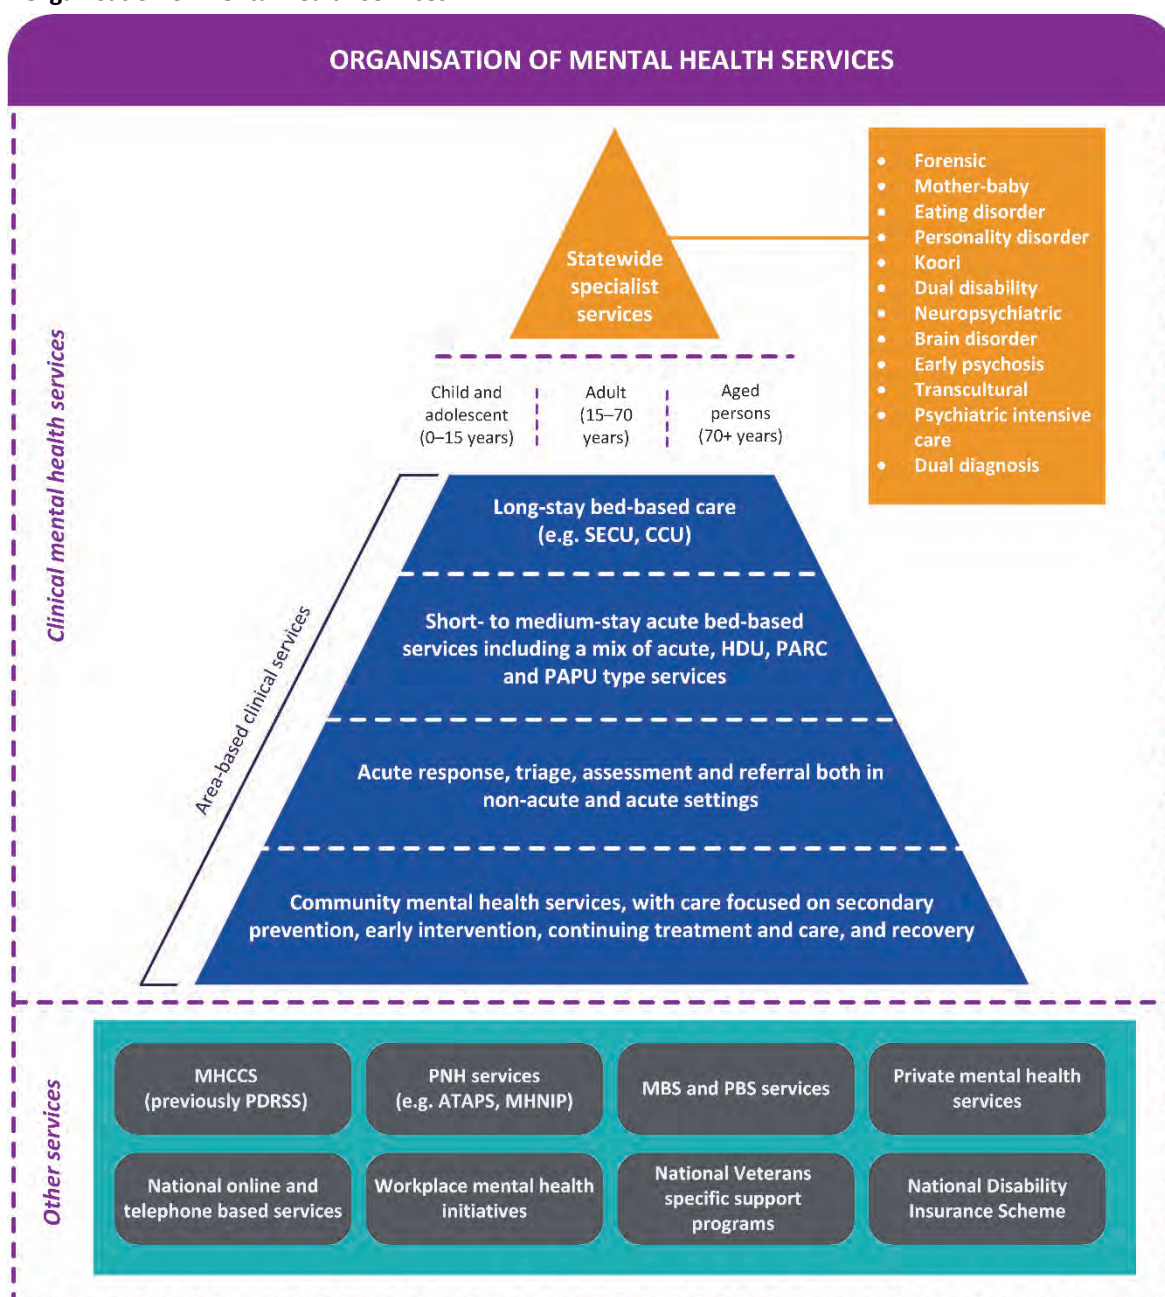 ORGANISATION OF MENTAL HEALTH SERVICES
Statewide
specialist
services
• Forensic
• Mother-baby
• Eating disorder
• Personality disorder
• Koori
• Dual disability
• Neuropsychiatric
• Brain disorder
• Early psychosis
• Transcultural
• Psychiatric intensive
care
• Dual diagnosis
Clinical mental health services
Child and
adolescent
(0–15 years)
Adult
(15–70
years)
Aged
persons
(70+ years)
Area-based clinical services
Long-stay bed-based care
(e.g. SECU, CCU)
Short- to medium-stay acute bed-based
services including a mix of acute, HDU, PARC
and PAPU type services
Acute response, triage, assessment and referral both in
non-acute and acute settings
Community mental health services, with care focused on secondary
prevention, early intervention, continuing treatment and care, and recovery
Other services
MHCCS
(previously PDRSS)
PNH services
(e.g. ATAPS, MHNIP)
MBS and PBS services
Private mental health
services
National online and
telephone based services
Workplace mental health
initiatives
National Veterans
specific support
programs
National Disability
Insurance Scheme